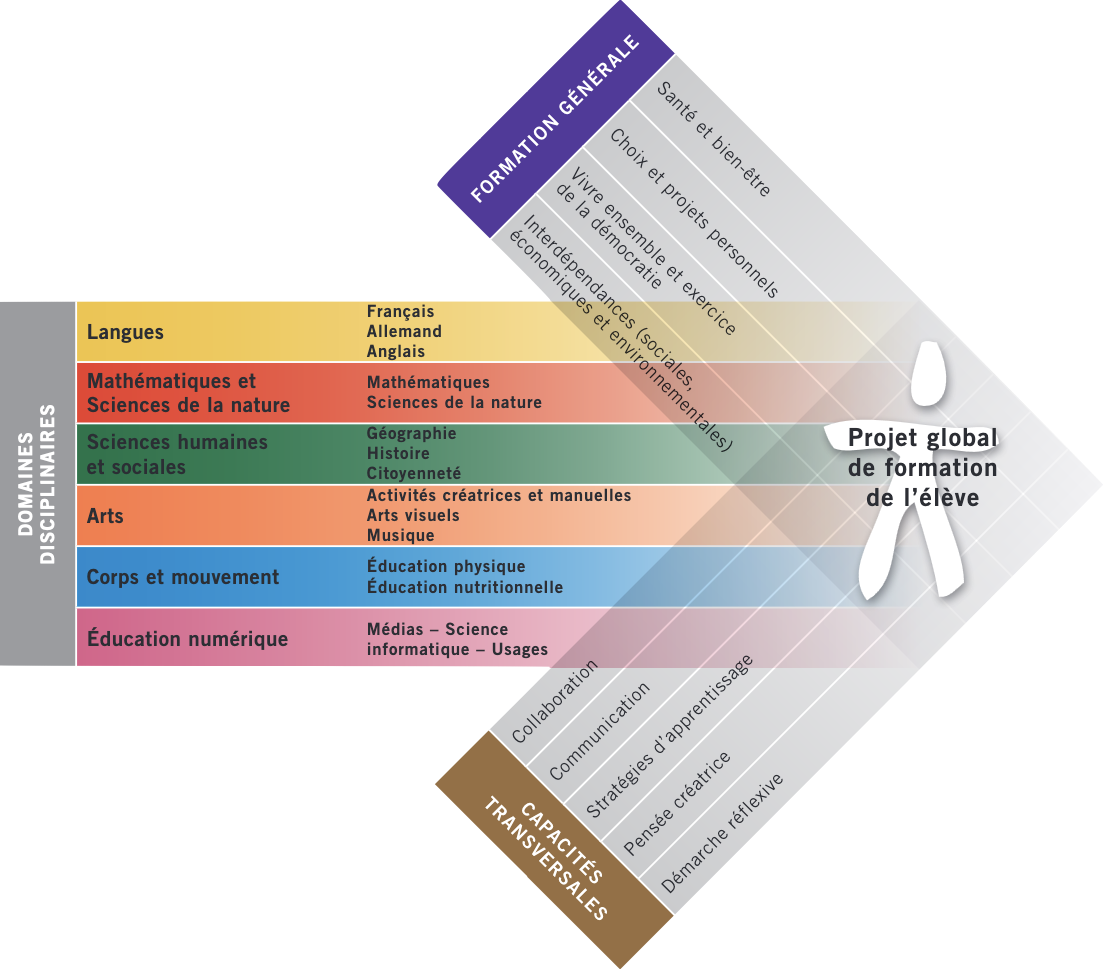 FORMATION GÉNÉRALE
Santé et bien-être
Choix et projets personnels
Vivre ensemble et exercice
de la démocratie
Interdépendances (sociales,
économiques et environnementales)
DOMAINES
DISCIPLINAIRES
Langues
Français
Allemand
Anglais
Mathématiques et
Sciences de la nature
Mathématiques
Sciences de la nature
Sciences humaines
et sociales
Géographie
Histoire
Citoyenneté
Arts
Activités créatrices et manuelles
Arts visuels
Musique
Corps et mouvement
Éducation physique
Éducation nutritionnelle
Éducation numérique
Médias – Science
informatique – Usages
Projet global
de formation
de l’élève
CAPACITÉS
TRANSVERSALES
Collaboration
Communication
Stratégies d’apprentissage
Pensée créatrice
Démarche réflexive